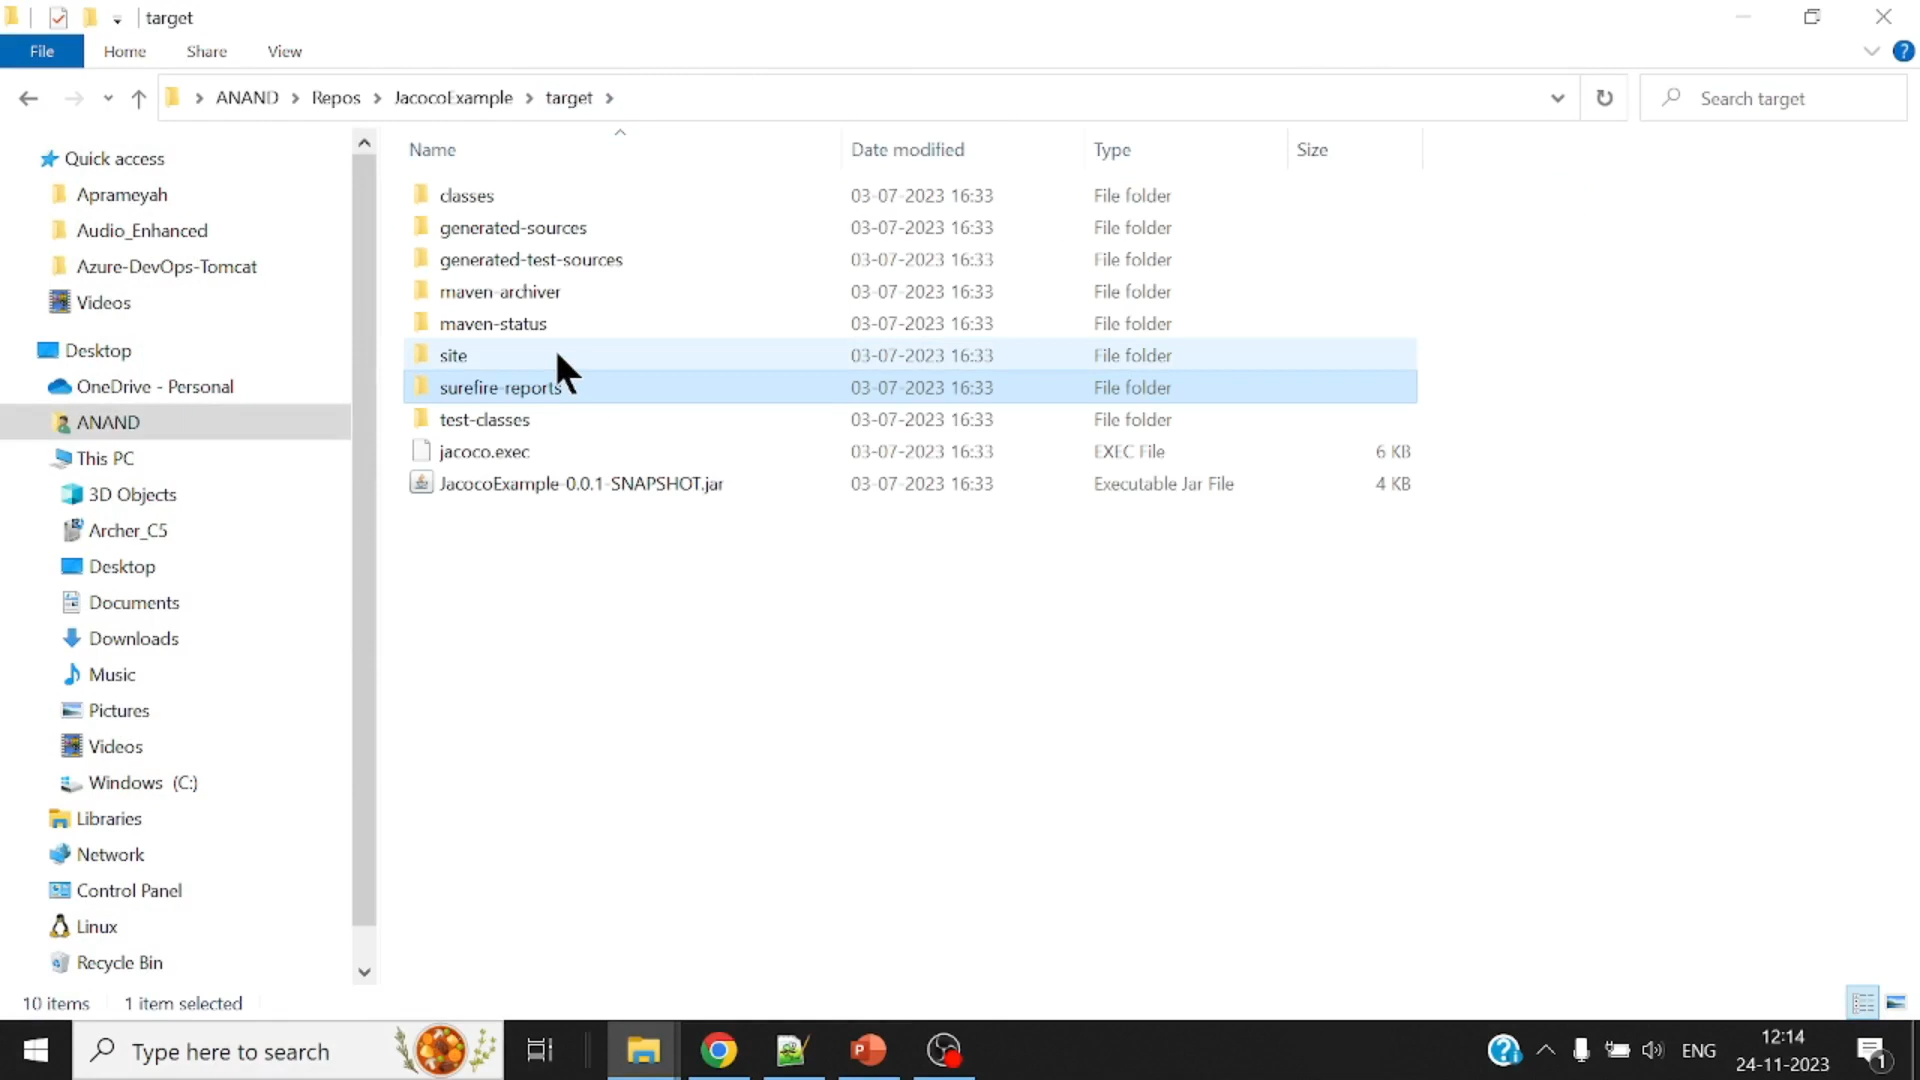 target
File Home Share View
ANAND Repos JacocoExample target
Search target
Name Date modified Type Size
classes 03-07-2023 16:33 File folder
generated-sources 03-07-2023 16:33 File folder
generated-test-sources 03-07-2023 16:33 File folder
maven-archiver 03-07-2023 16:33 File folder
maven-status 03-07-2023 16:33 File folder
site 03-07-2023 16:33 File folder
surefire-reports 03-07-2023 16:33 File folder
test-classes 03-07-2023 16:33 File folder
jacoco.exec 03-07-2023 16:33 EXEC File 6 KB
JacocoExample-0.0.1-SNAPSHOT.jar 03-07-2023 16:33 Executable Jar File 4 KB
Quick access
Aprameyah
Audio_Enhanced
Azure-DevOps-Tomcat
Videos
Desktop
OneDrive - Personal
ANAND
This PC
3D Objects
Archer_C5
Desktop
Documents
Downloads
Music
Pictures
Videos
Windows (C:)
Libraries
Network
Control Panel
Linux
Recycle Bin
10 items 1 item selected
Type here to search
ENG
12:14
24-11-2023
1